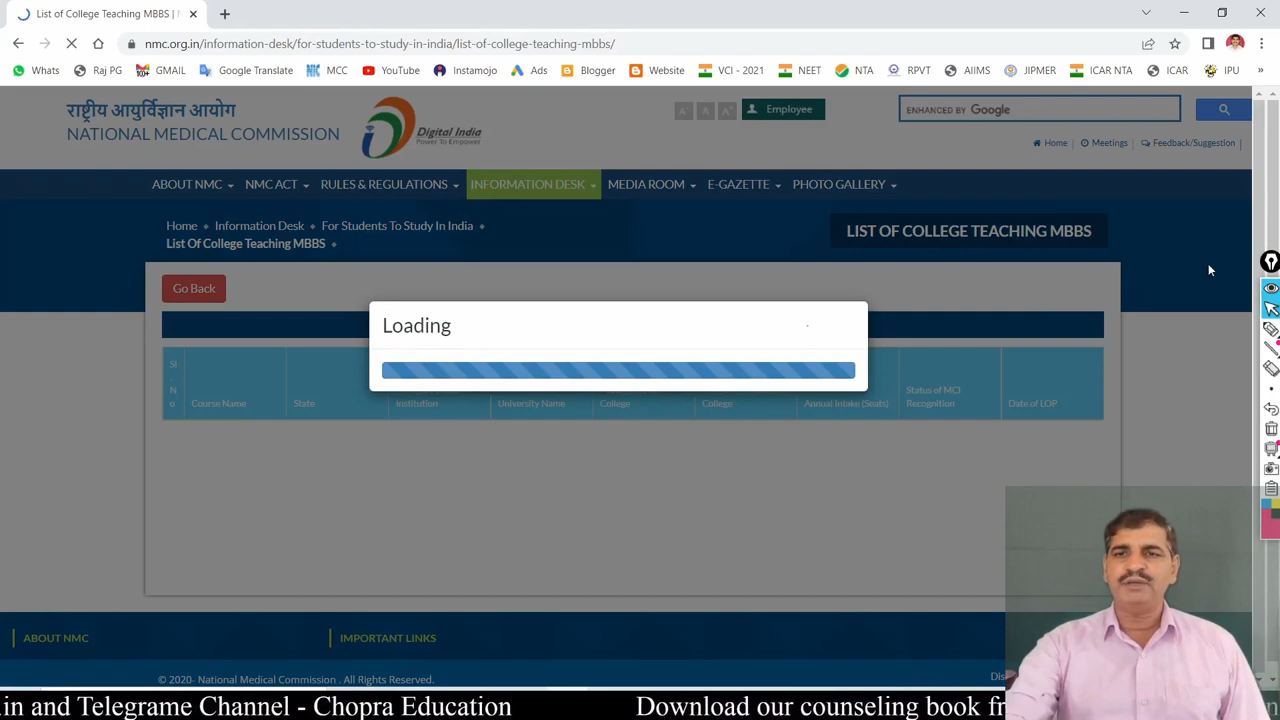 List of College Teaching MBBS |
nmc.org.in/information-desk/for-students-to-study-in-india/list-of-college-teaching-mbbs/
Whats
Raj PG
GMAIL
Google Translate
MCC
YouTube
Instamojo
Ads
Blogger
Website
VCI - 2021
NEET
NTA
RPVT
AIIMS
JIPMER
ICAR NTA
ICAR
IPU
»
राष्ट्रीय आयुर्विज्ञान आयोग
NATIONAL MEDICAL COMMISSION
Digital India
Power To Empower
A-
A
A+
Employee
ENHANCED BY Google
Home
Meetings
Feedback/Suggestion
ABOUT NMC
NMC ACT
RULES & REGULATIONS
INFORMATION DESK
MEDIA ROOM
E-GAZETTE
PHOTO GALLERY
Home
Information Desk
For Students To Study In India
List Of College Teaching MBBS
LIST OF COLLEGE TEACHING MBBS
Go Back
Loading
Sl.
N
o
Course Name
State
Institution
University Name
College
College
Annual Intake (Seats)
Status of MCI
Recognition
Date of LOP
ABOUT NMC
IMPORTANT LINKS
© 2020- National Medical Commission . All Rights Reserved.
in and Telegrame Channel - Chopra Education
Download our counseling book